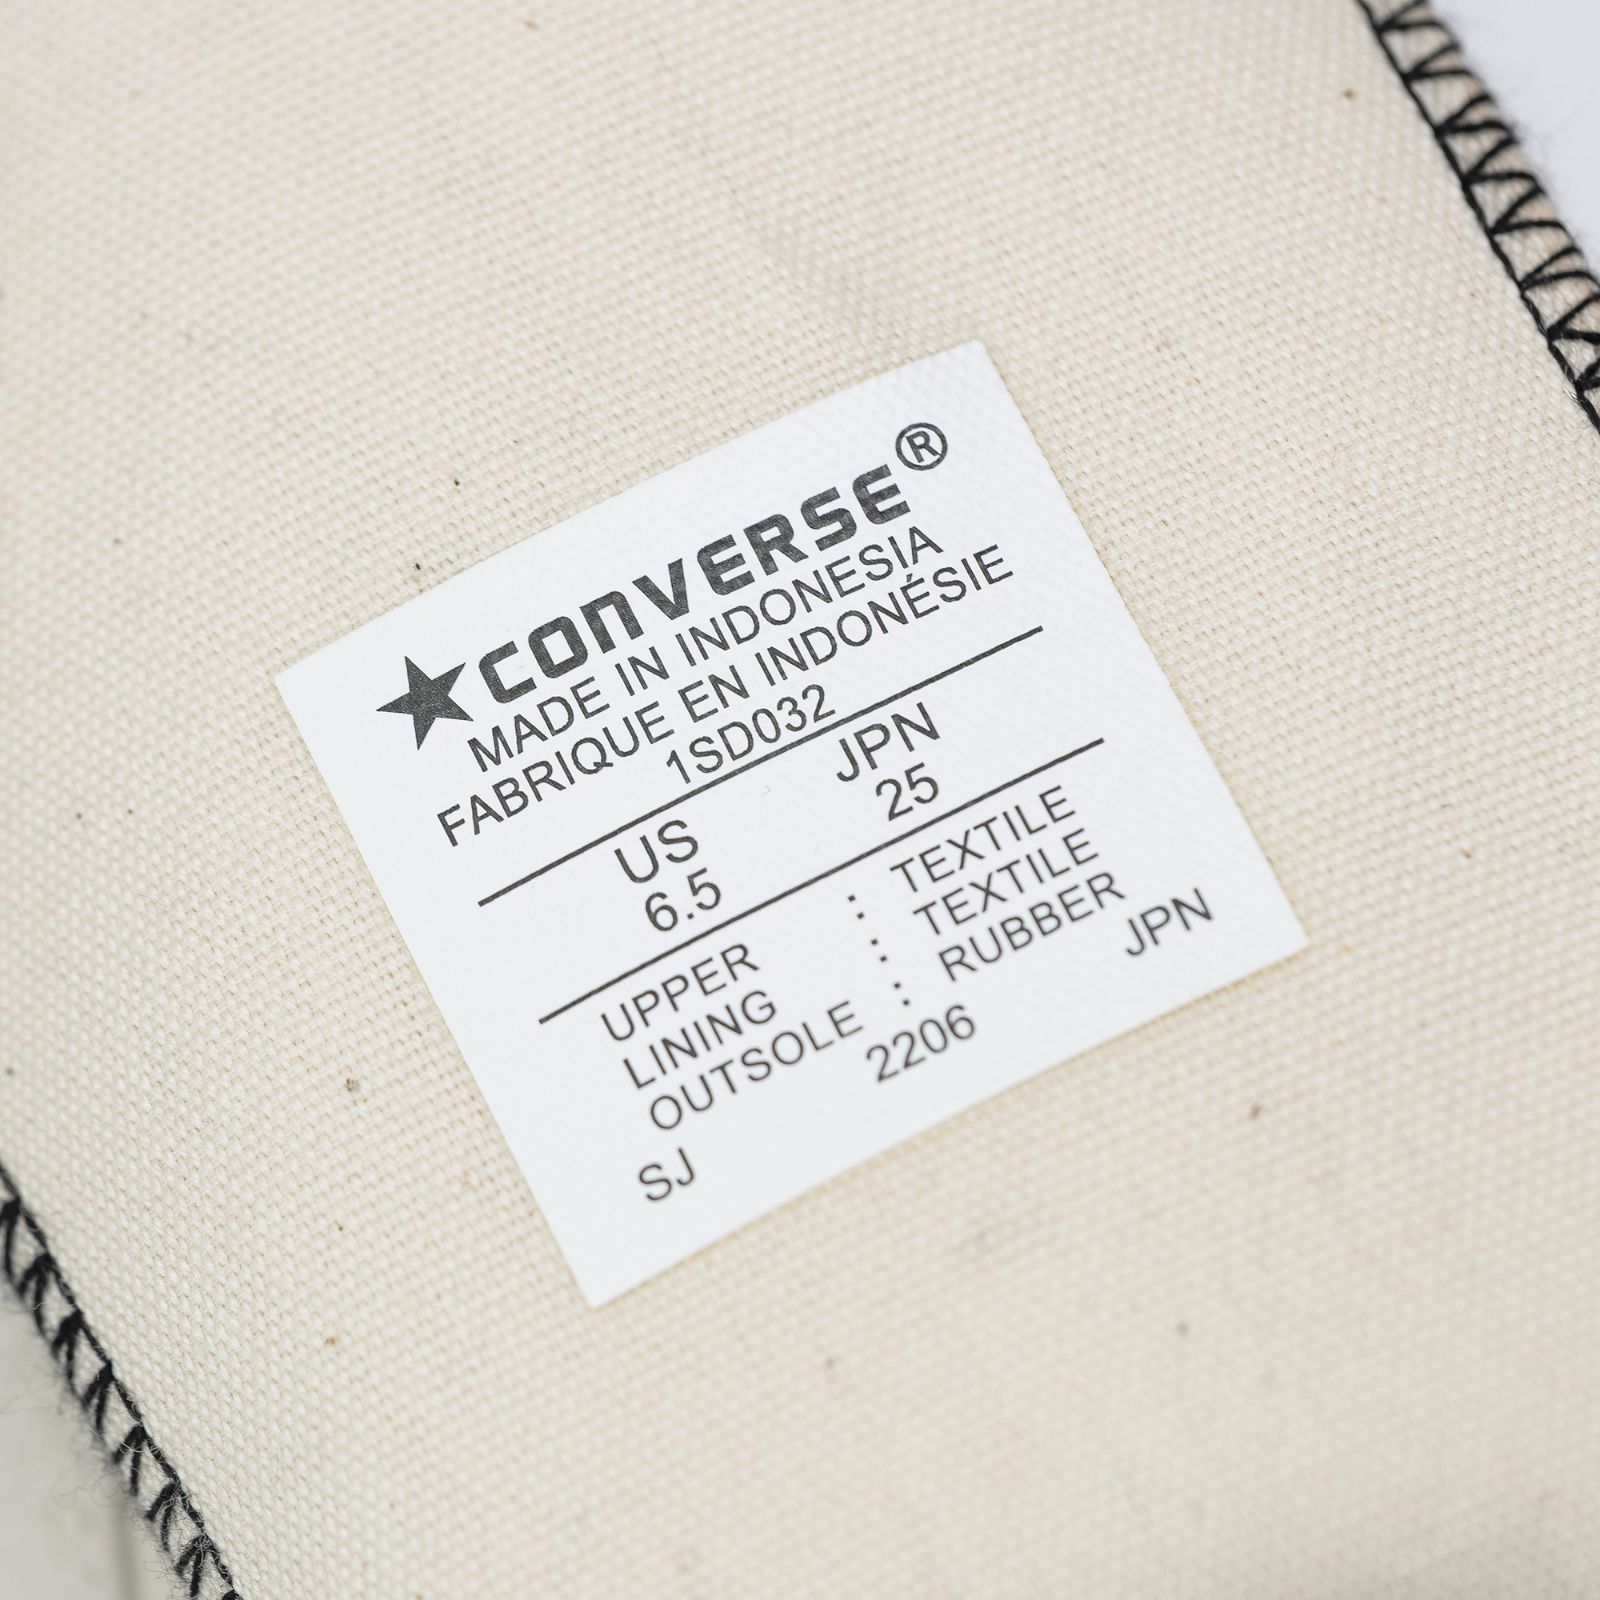 ★CONVERSE®
MADE IN INDONESIA
FABRIQUE EN INDONÉSIE
1SD032
US JPN
6.5 25
UPPER : TEXTILE
LINING : TEXTILE
OUTSOLE : RUBBER
2206 JPN
SJ